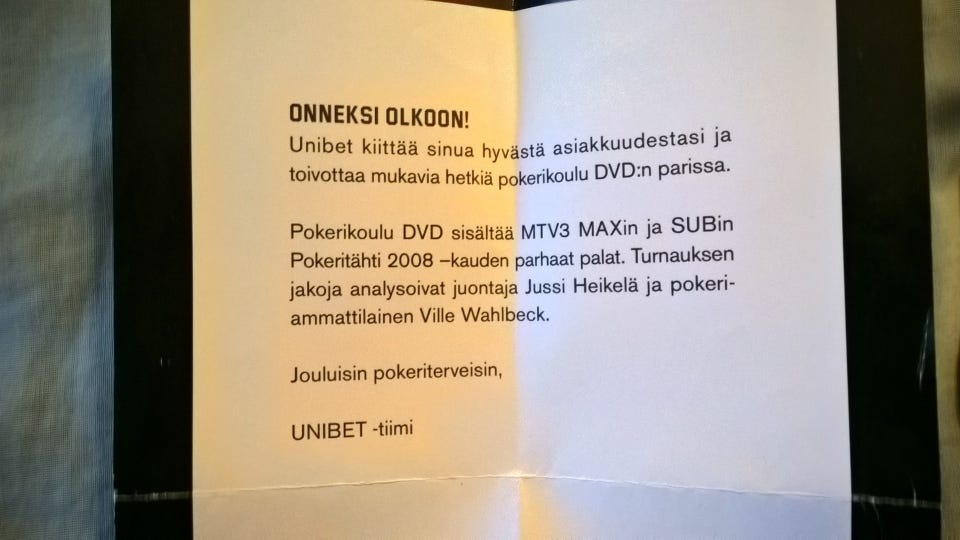 ONNEKSI OLKOON!
Unibet kiittää sinua hyvästä asiakkuudestasi ja
toivottaa mukavia hetkiä pokerikoulu DVD:n parissa.
Pokerikoulu DVD sisältää MTV3 MAXin ja SUBin
Pokeritähti 2008 –kauden parhaat palat. Turnauksen
jakoja analysoivat juontaja Jussi Heikelä ja pokeri-
ammattilainen Ville Wahlbeck.
Jouluisin pokeriterveisin,
UNIBET -tiimi